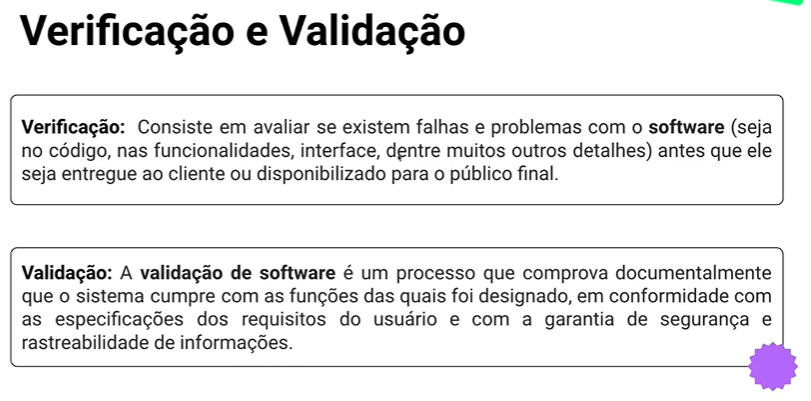 Verificação e Validação
Verificação: Consiste em avaliar se existem falhas e problemas com o software (seja
no código, nas funcionalidades, interface, dentre muitos outros detalhes) antes que ele
seja entregue ao cliente ou disponibilizado para o público final.
Validação: A validação de software é um processo que comprova documentalmente
que o sistema cumpre com as funções das quais foi designado, em conformidade com
as especificações dos requisitos do usuário e com a garantia de segurança e
rastreabilidade de informações.